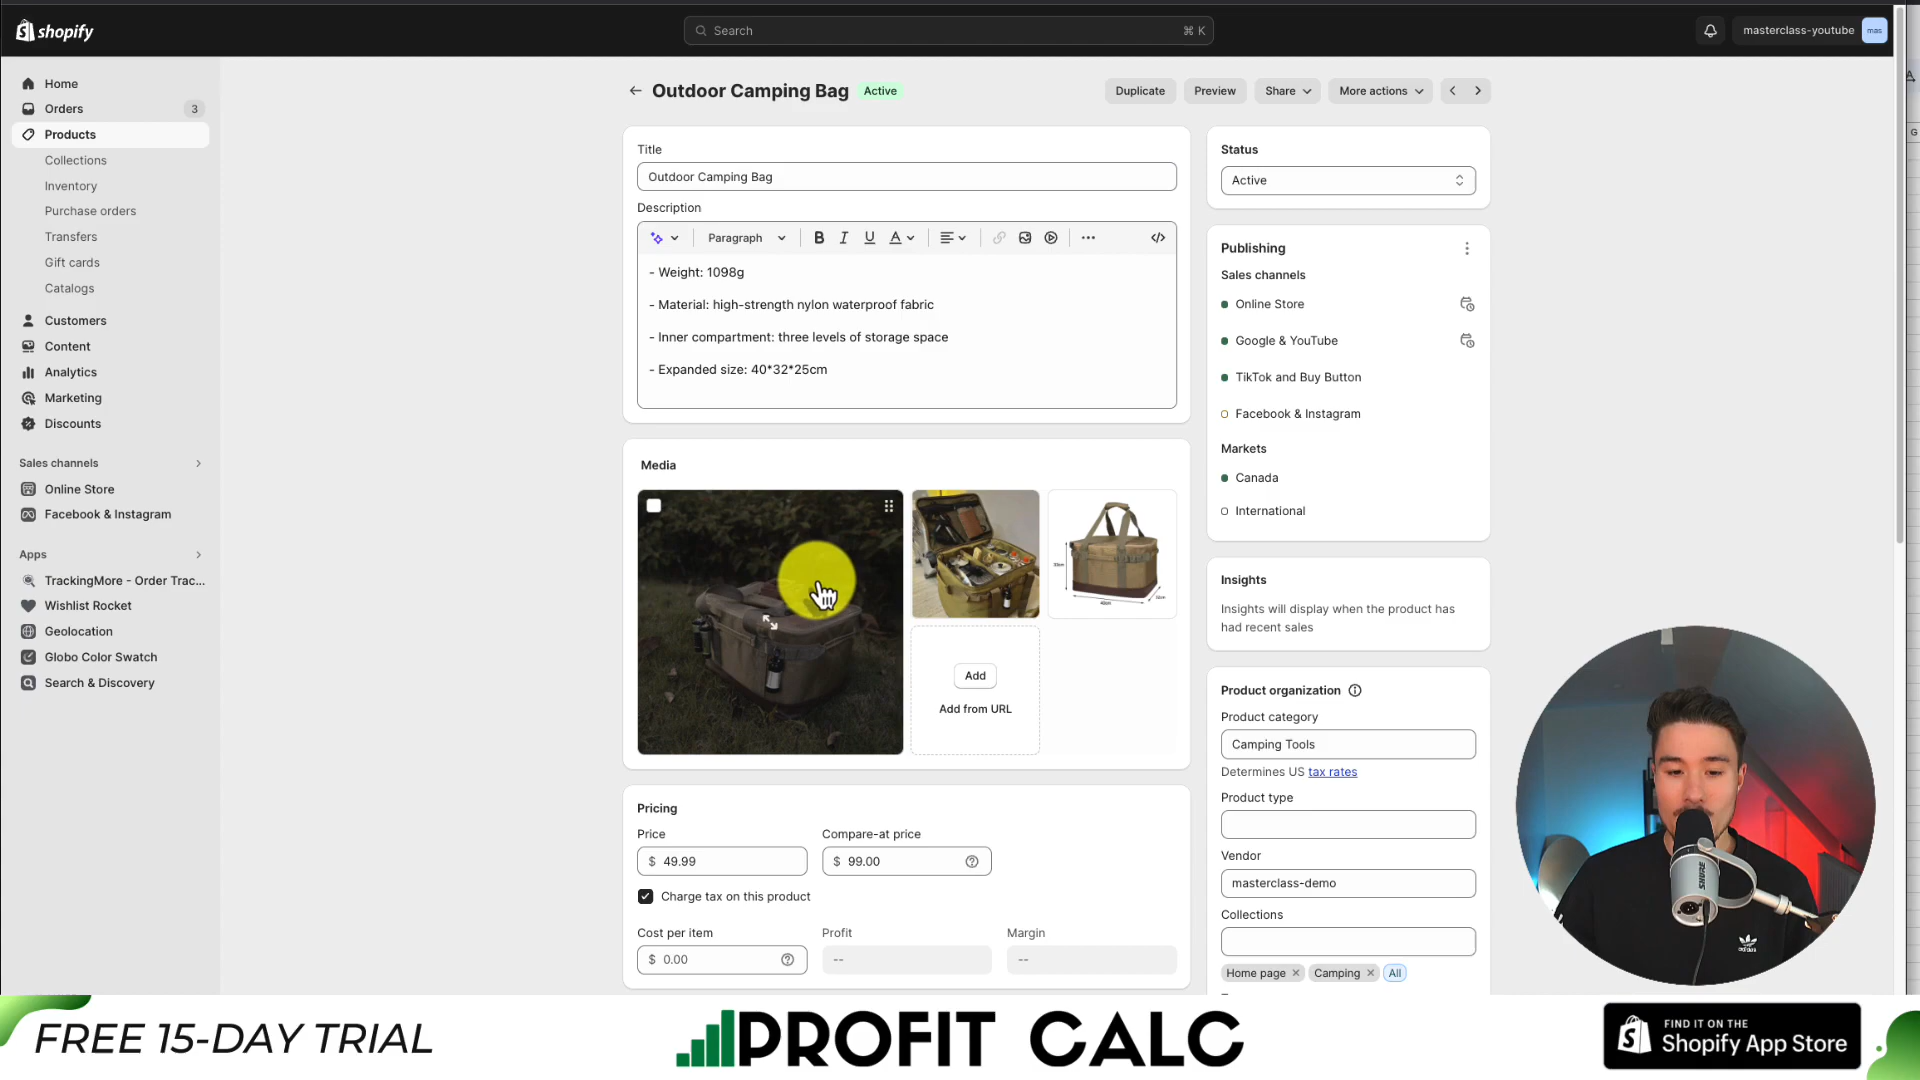 shopify
Search
⌘ K
masterclass-youtube
mas
Home
Orders
3
Products
Collections
Inventory
Purchase orders
Transfers
Gift cards
Catalogs
Customers
Content
Analytics
Marketing
Discounts
Sales channels
Online Store
Facebook & Instagram
Apps
TrackingMore - Order Trac...
Wishlist Rocket
Geolocation
Globo Color Swatch
Search & Discovery
Outdoor Camping Bag
Active
Duplicate
Preview
Share
More actions
Title
Outdoor Camping Bag
Description
Paragraph
B I U A
- Weight: 1098g
- Material: high-strength nylon waterproof fabric
- Inner compartment: three levels of storage space
- Expanded size: 40*32*25cm
Media
Add
Add from URL
Pricing
Price
Compare-at price
$ 49.99
$ 99.00
Charge tax on this product
Cost per item
Profit
Margin
$ 0.00
--
--
Status
Active
Publishing
Sales channels
Online Store
Google & YouTube
TikTok and Buy Button
Facebook & Instagram
Markets
Canada
International
Insights
Insights will display when the product has
had recent sales
Product organization
Product category
Camping Tools
Determines US tax rates
Product type
Vendor
masterclass-demo
Collections
Home page
Camping
All
SHURE
adidas
FREE 15-DAY TRIAL
PROFIT CALC
FIND IT ON THE
Shopify App Store